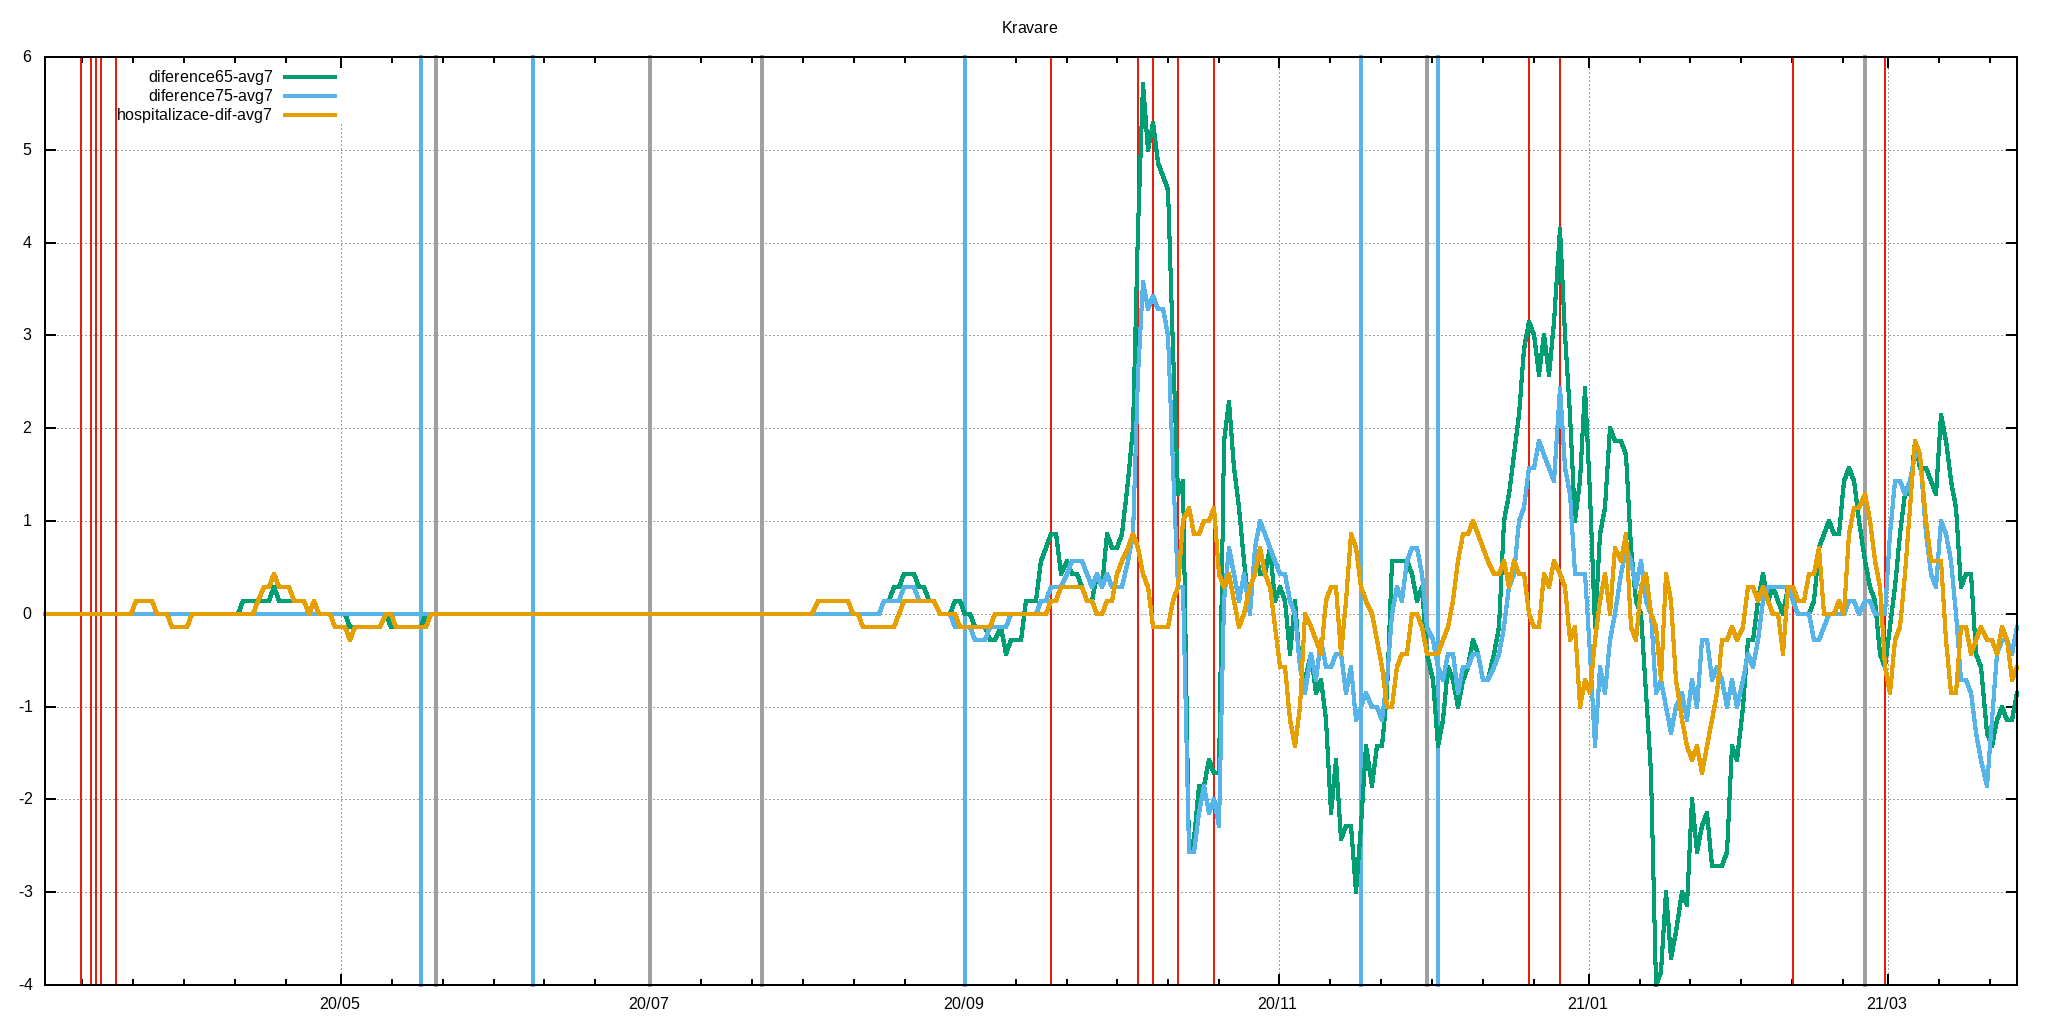 Kravare
6
diference65-avg7
diference75-avg7
hospitalizace-dif-avg7
5
4
3
2
1
0
-1
-2
-3
-4
20/05 20/07 20/09 20/11 21/01 21/03